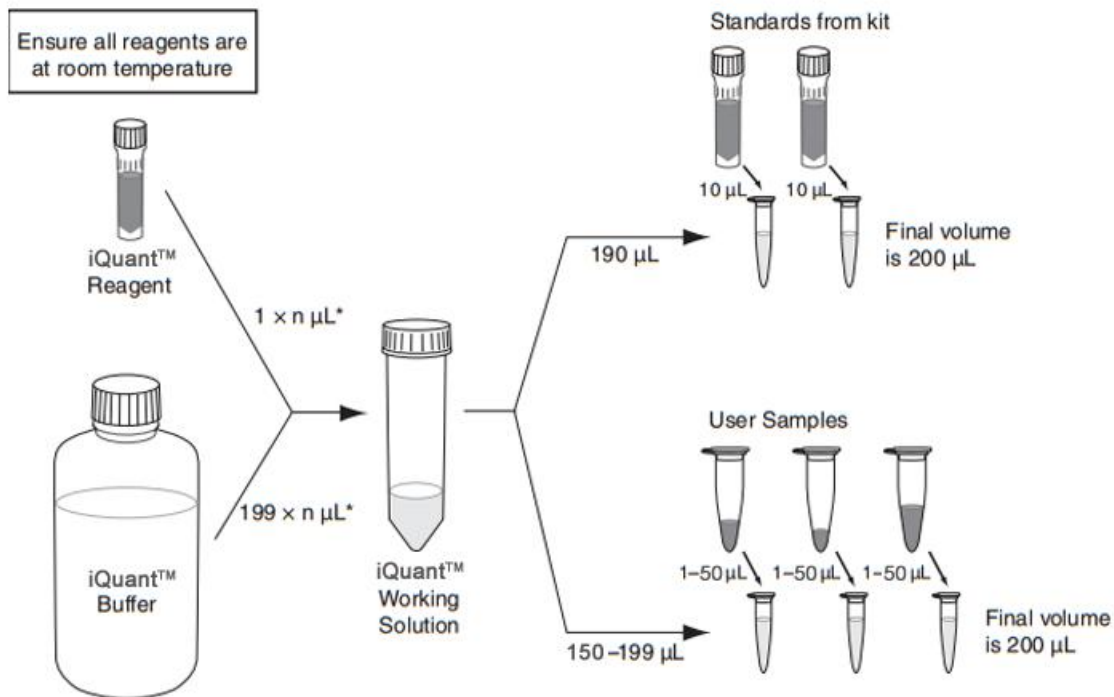 Ensure all reagents are
at room temperature
iQuant™
Reagent
1 × n µL*
199 × n µL*
iQuant™
Buffer
iQuant™
Working
Solution
190 µL
Standards from kit
10 µL
10 µL
Final volume
is 200 µL
150–199 µL
User Samples
1–50 µL
1–50 µL
1–50 µL
Final volume
is 200 µL